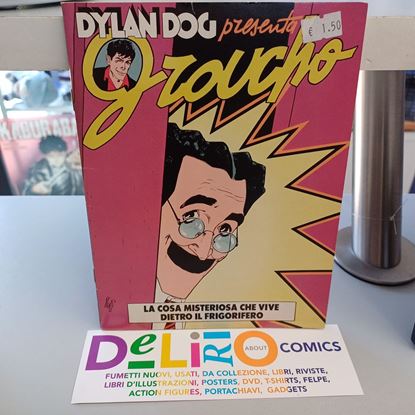 DYLAN DOG presenta
€ 1.50
Groucho
LA COSA MISTERIOSA CHE VIVE
DIETRO IL FRIGORIFERO
DeLiRiO ABOUT COMICS
FUMETTI NUOVI, USATI, DA COLLEZIONE, LIBRI, RIVISTE,
LIBRI D'ILLUSTRAZIONI, POSTERS, DVD, T-SHIRTS, FELPE,
ACTION FIGURES, PORTACHIAVI, GADGETS